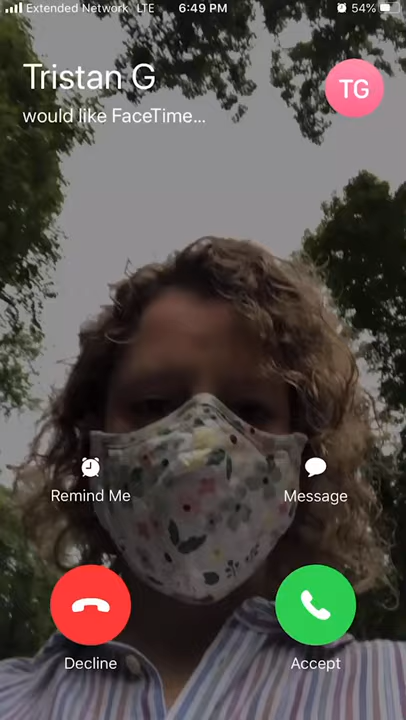 Extended Network LTE 6:49 PM 54%
Tristan G
TG
would like FaceTime...
Remind Me Message
Decline Accept